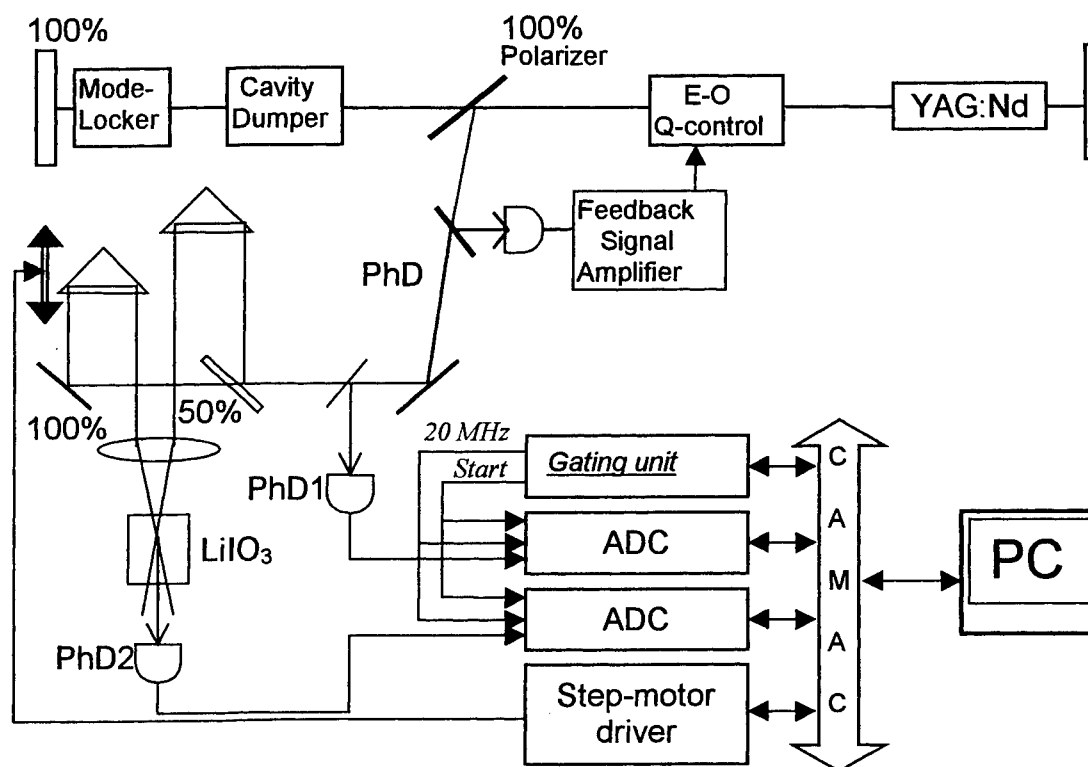 100%
100%
Polarizer
Mode-
Locker
Cavity
Dumper
E-O
Q-control
YAG:Nd
Feedback
Signal
Amplifier
PhD
100%
50%
PhD1
LiIO₃
PhD2
20 MHz
Start
Gating unit
ADC
ADC
Step-motor
driver
C
A
M
A
C
PC